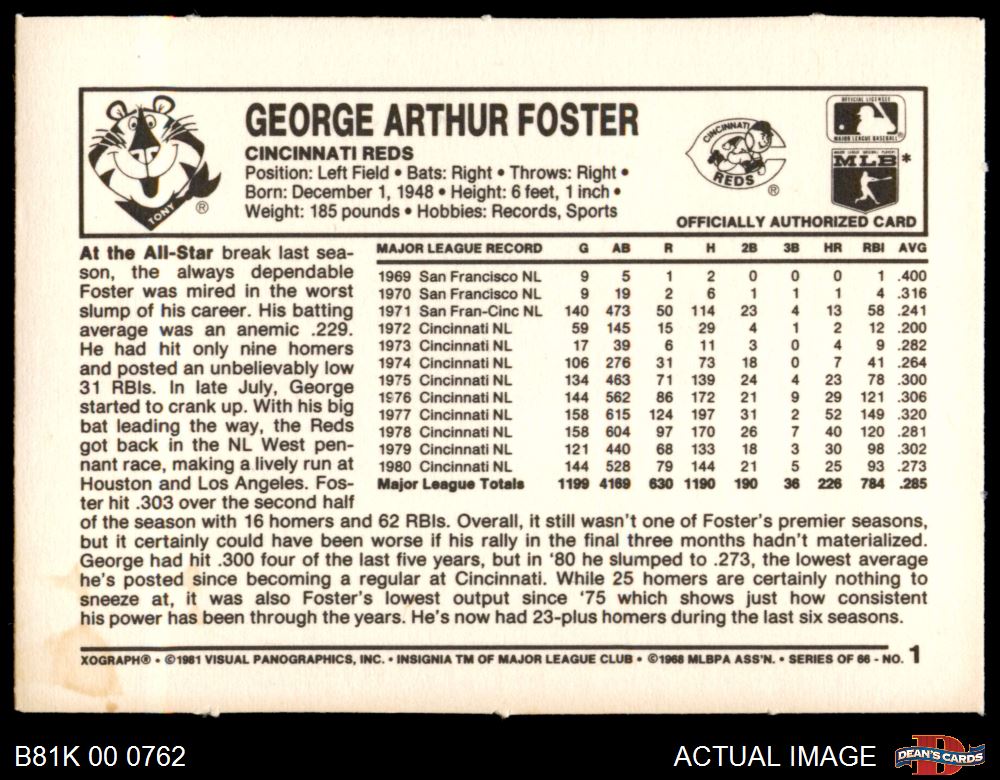 GEORGE ARTHUR FOSTER
CINCINNATI REDS
Position: Left Field • Bats: Right • Throws: Right •
Born: December 1, 1948 • Height: 6 feet, 1 inch •
Weight: 185 pounds • Hobbies: Records, Sports
TONY ®
CINCINNATI
REDS ®
OFFICIAL LICENSEE
MAJOR LEAGUE BASEBALL®
MAJOR LEAGUE BASEBALL PLAYERS
MLB*
OFFICIALLY AUTHORIZED CARD
At the All-Star break last sea-
son, the always dependable
Foster was mired in the worst
slump of his career. His batting
average was an anemic .229.
He had hit only nine homers
and posted an unbelievably low
31 RBIs. In late July, George
started to crank up. With his big
bat leading the way, the Reds
got back in the NL West pen-
nant race, making a lively run at
Houston and Los Angeles. Fos-
ter hit .303 over the second half
of the season with 16 homers and 62 RBIs. Overall, it still wasn't one of Foster's premier seasons,
but it certainly could have been worse if his rally in the final three months hadn't materialized.
George had hit .300 four of the last five years, but in '80 he slumped to .273, the lowest average
he's posted since becoming a regular at Cincinnati. While 25 homers are certainly nothing to
sneeze at, it was also Foster's lowest output since '75 which shows just how consistent
his power has been through the years. He's now had 23-plus homers during the last six seasons.
MAJOR LEAGUE RECORD G AB R H 2B 3B HR RBI AVG
1969 San Francisco NL 9 5 1 2 0 0 0 1 .400
1970 San Francisco NL 9 19 2 6 1 1 1 4 .316
1971 San Fran-Cinc NL 140 473 50 114 23 4 13 58 .241
1972 Cincinnati NL 59 145 15 29 4 1 2 12 .200
1973 Cincinnati NL 17 39 6 11 3 0 4 9 .282
1974 Cincinnati NL 106 276 31 73 18 0 7 41 .264
1975 Cincinnati NL 134 463 71 139 24 4 23 78 .300
1976 Cincinnati NL 144 562 86 172 21 9 29 121 .306
1977 Cincinnati NL 158 615 124 197 31 2 52 149 .320
1978 Cincinnati NL 158 604 97 170 26 7 40 120 .281
1979 Cincinnati NL 121 440 68 133 18 3 30 98 .302
1980 Cincinnati NL 144 528 79 144 21 5 25 93 .273
Major League Totals 1199 4169 630 1190 190 36 226 784 .285
XOGRAPH® • ©1981 VISUAL PANOGRAPHICS, INC. • INSIGNIA TM OF MAJOR LEAGUE CLUB • ©1968 MLBPA ASS'N. • SERIES OF 66 - NO. 1
B81K 00 0762
ACTUAL IMAGE
DEAN'S CARDS